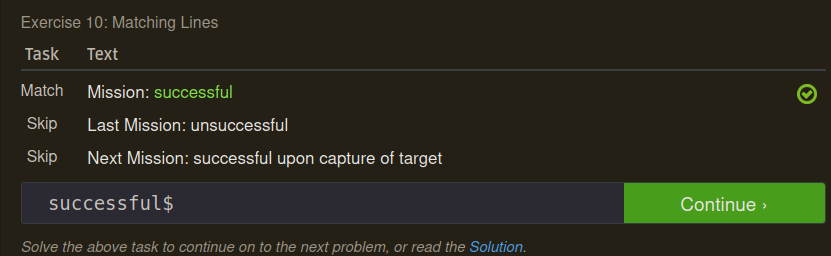 Exercise 10: Matching Lines
Task Text
Match Mission: successful
Skip Last Mission: unsuccessful
Skip Next Mission: successful upon capture of target
successful$ Continue ›
Solve the above task to continue on to the next problem, or read the Solution.